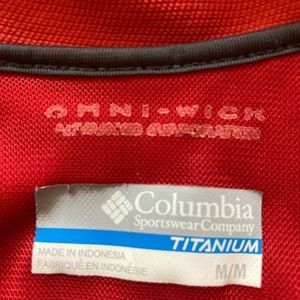 OMNI-WICK
Columbia
Sportswear Company
TITANIUM
MADE IN INDONESIA
FABRIQUÉ EN INDONÉSIE
M/M